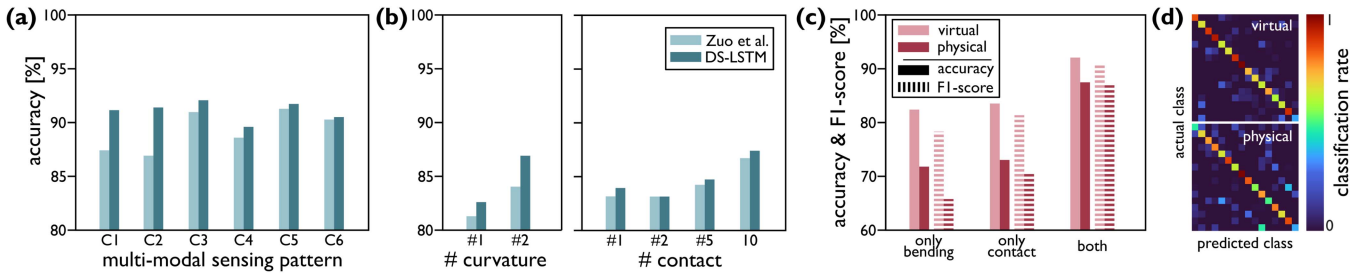 (a)
accuracy [%]
100
95
90
85
80
C1 C2 C3 C4 C5 C6
multi-modal sensing pattern
(b)
100
95
90
85
80
Zuo et al.
DS-LSTM
#1 #2
# curvature
#1 #2 #5 10
# contact
(c)
accuracy & F1-score [%]
100
90
80
70
60
virtual
physical
accuracy
F1-score
only bending
only contact
both
(d)
actual class
virtual
physical
predicted class
1
0
classification rate